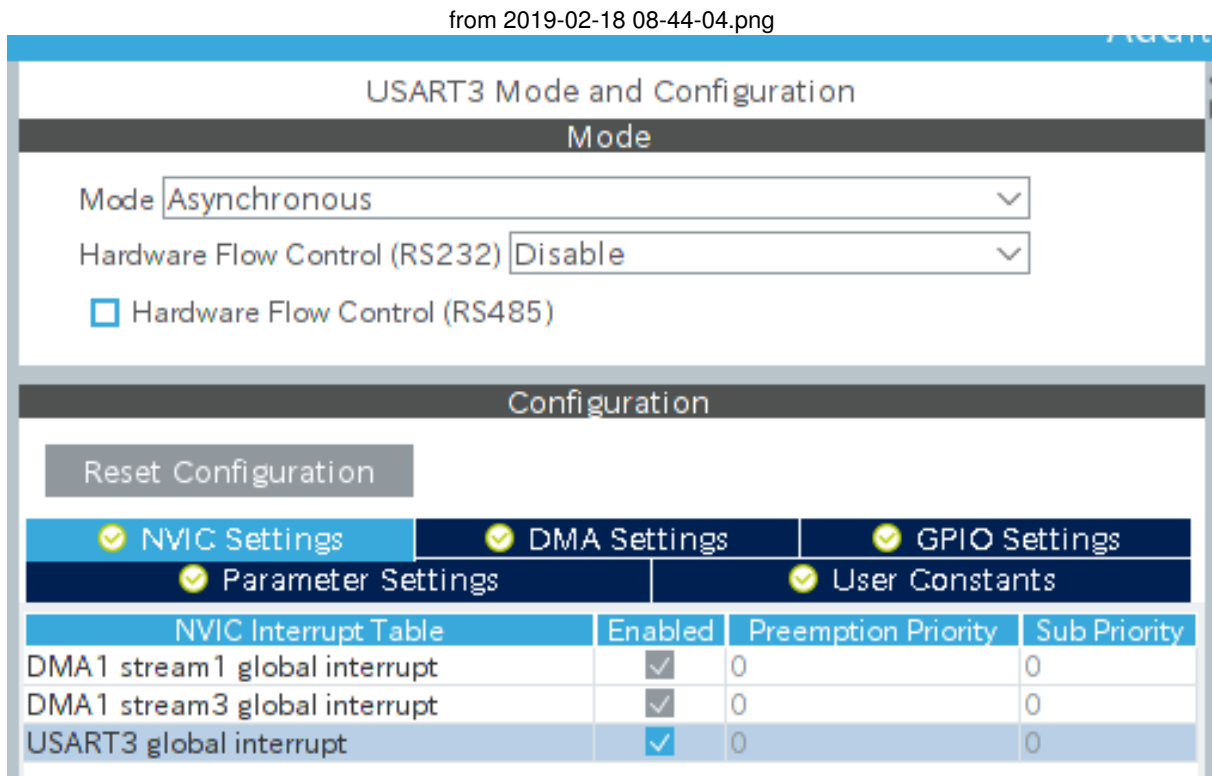 from 2019-02-18 08-44-04.png
USART3 Mode and Configuration
Mode
Mode Asynchronous
Hardware Flow Control (RS232) Disable
Hardware Flow Control (RS485)
Configuration
Reset Configuration
NVIC Settings DMA Settings GPIO Settings
Parameter Settings User Constants
NVIC Interrupt Table Enabled Preemption Priority Sub Priority
DMA1 stream1 global interrupt 0 0
DMA1 stream3 global interrupt 0 0
USART3 global interrupt 0 0